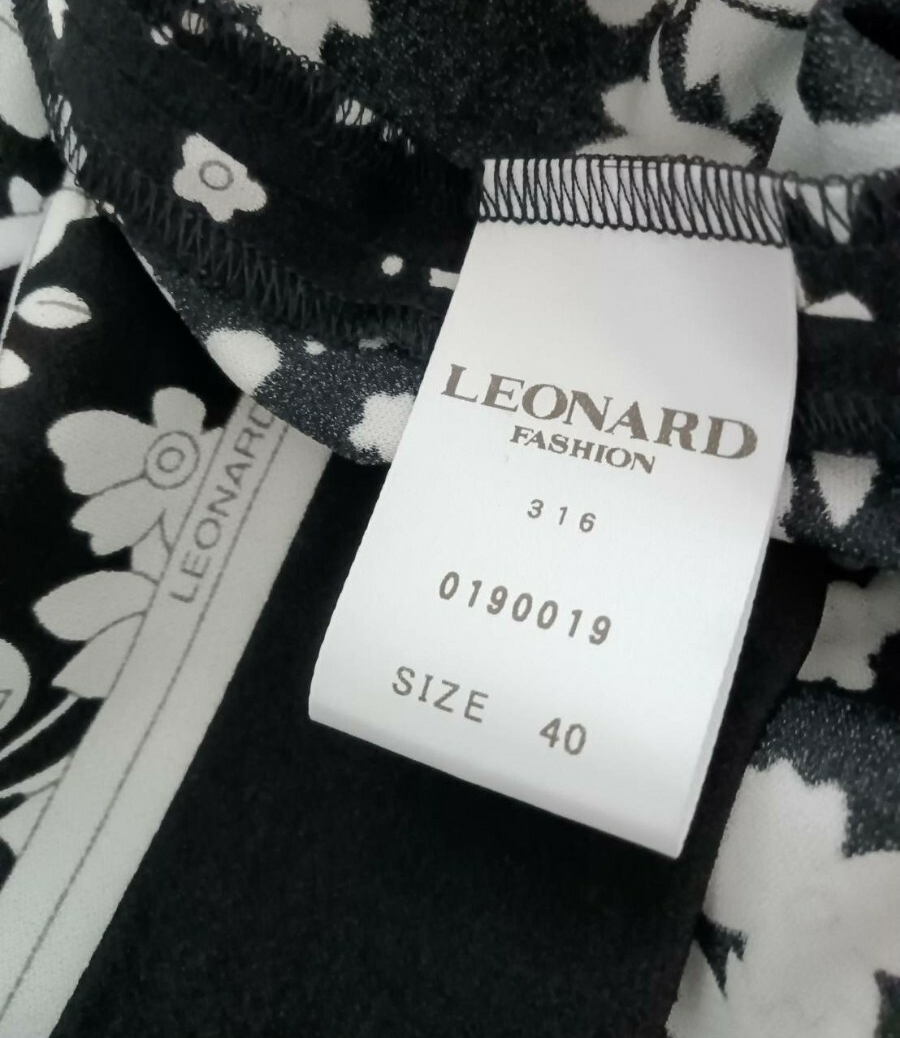 LEONARD
FASHION
316
0190019
SIZE 40
LEONARD